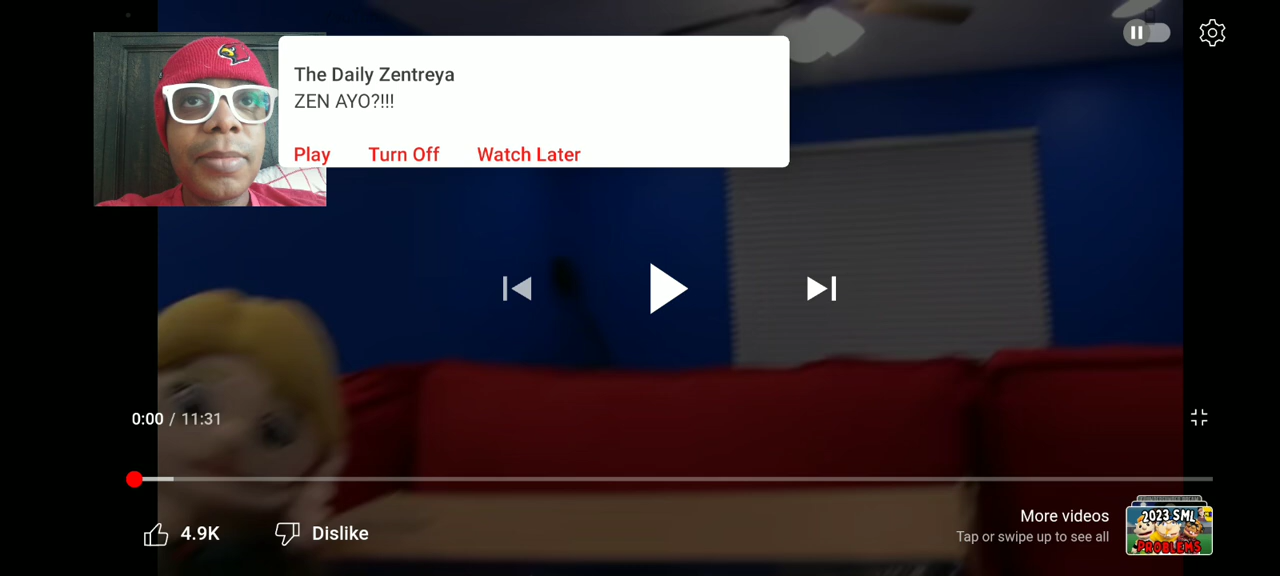 The Daily Zentreya
ZEN AYO?!!!
Play Turn Off Watch Later
0:00 / 11:31
4.9K Dislike
More videos
Tap or swipe up to see all
2023 SML
PROBLEMS